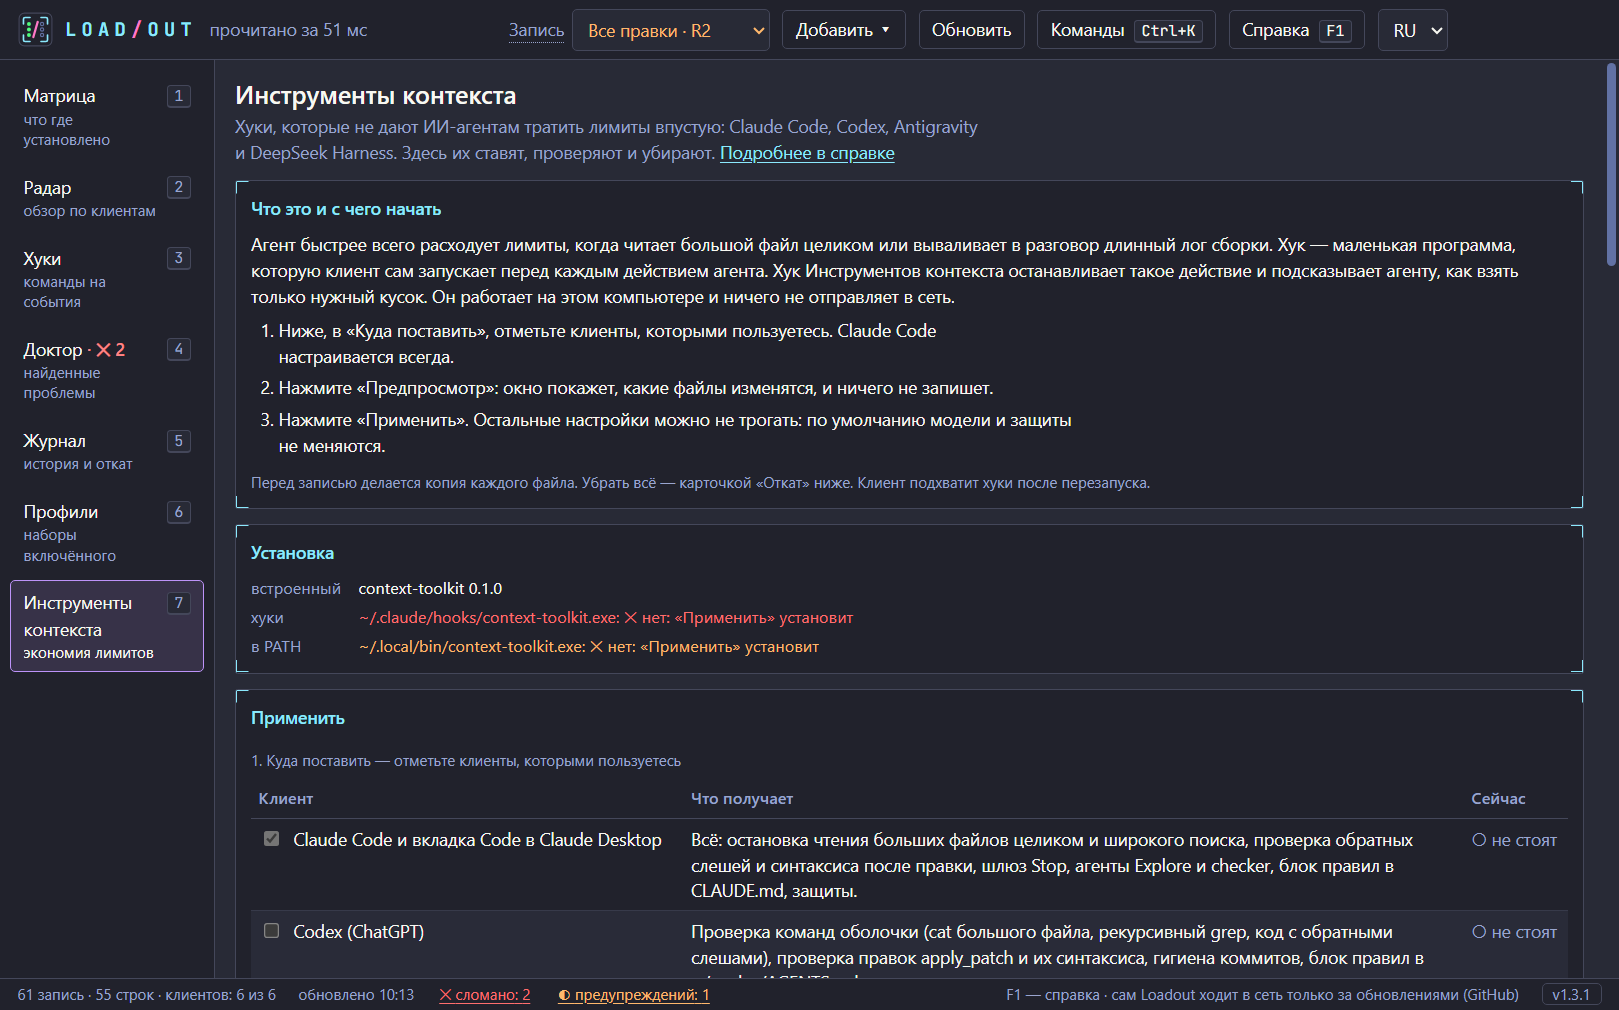 LOAD/OUT прочитано за 51 мс Запись Все правки · R2 Добавить ▾ Обновить Команды Ctrl+K Справка F1 RU
Матрица 1
что где
установлено
Радар 2
обзор по клиентам
Хуки 3
команды на
события
Доктор · ✕ 2 4
найденные
проблемы
Журнал 5
история и откат
Профили 6
наборы
включённого
Инструменты 7
контекста
экономия лимитов
Инструменты контекста
Хуки, которые не дают ИИ-агентам тратить лимиты впустую: Claude Code, Codex, Antigravity
и DeepSeek Harness. Здесь их ставят, проверяют и убирают. Подробнее в справке
Что это и с чего начать
Агент быстрее всего расходует лимиты, когда читает большой файл целиком или вываливает в разговор длинный лог сборки. Хук — маленькая программа,
которую клиент сам запускает перед каждым действием агента. Хук Инструментов контекста останавливает такое действие и подсказывает агенту, как взять
только нужный кусок. Он работает на этом компьютере и ничего не отправляет в сеть.
1. Ниже, в «Куда поставить», отметьте клиенты, которыми пользуетесь. Claude Code
настраивается всегда.
2. Нажмите «Предпросмотр»: окно покажет, какие файлы изменятся, и ничего не запишет.
3. Нажмите «Применить». Остальные настройки можно не трогать: по умолчанию модели и защиты
не меняются.
Перед записью делается копия каждого файла. Убрать всё — карточкой «Откат» ниже. Клиент подхватит хуки после перезапуска.
Установка
встроенный context-toolkit 0.1.0
хуки ~/.claude/hooks/context-toolkit.exe: ✕ нет: «Применить» установит
в PATH ~/.local/bin/context-toolkit.exe: ✕ нет: «Применить» установит
Применить
1. Куда поставить — отметьте клиенты, которыми пользуетесь
Клиент Что получает Сейчас
Claude Code и вкладка Code в Claude Desktop Всё: остановка чтения больших файлов целиком и широкого поиска, проверка обратных ○ не стоят
слешей и синтаксиса после правки, шлюз Stop, агенты Explore и checker, блок правил в
CLAUDE.md, защиты.
Codex (ChatGPT) Проверка команд оболочки (cat большого файла, рекурсивный grep, код с обратными ○ не стоят
слешами), проверка правок apply_patch и их синтаксиса, гигиена коммитов, блок правил в
61 запись · 55 строк · клиентов: 6 из 6 обновлено 10:13 ✕ сломано: 2 ◐ предупреждений: 1 F1 — справка · сам Loadout ходит в сеть только за обновлениями (GitHub) v1.3.1